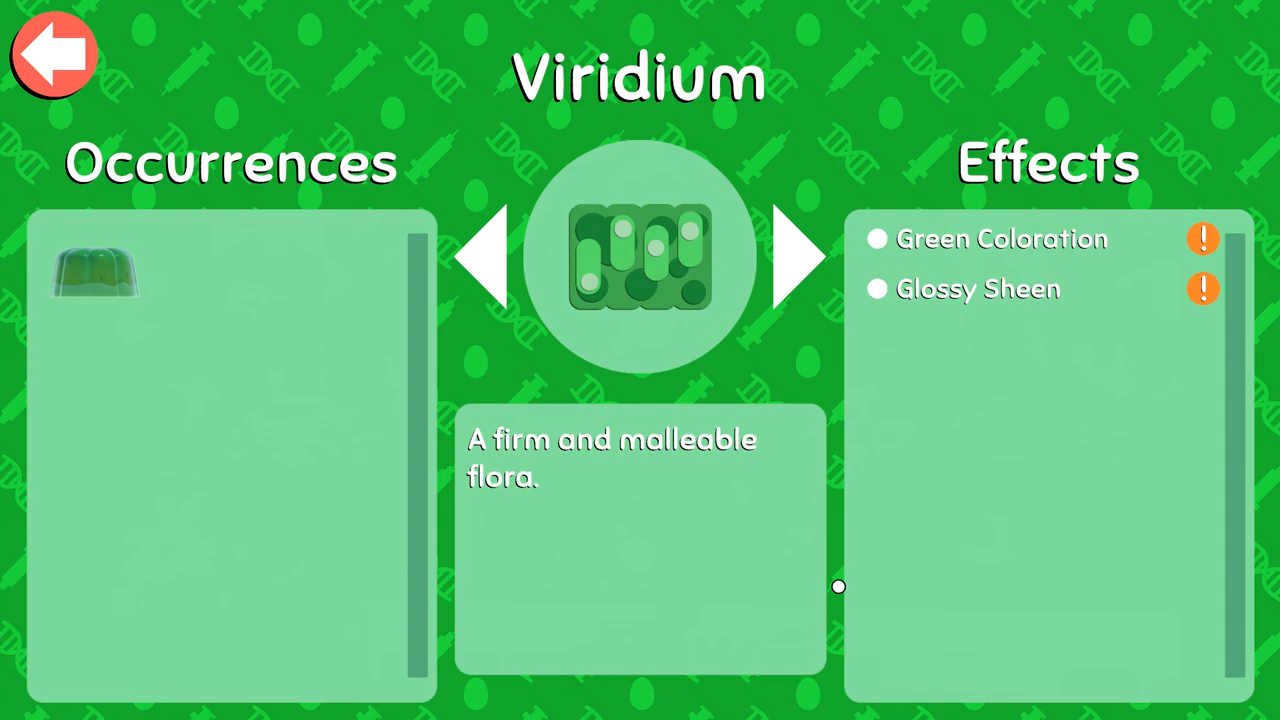 Viridium
Occurrences
Effects
Green Coloration !
Glossy Sheen !
A firm and malleable
flora.